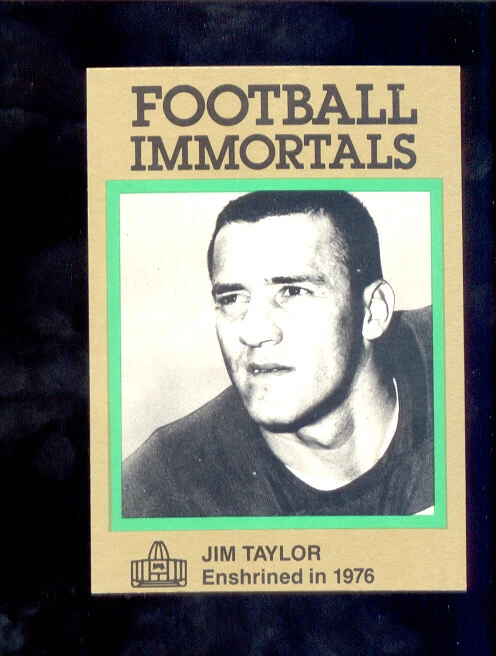 FOOTBALL
IMMORTALS
JIM TAYLOR
Enshrined in 1976